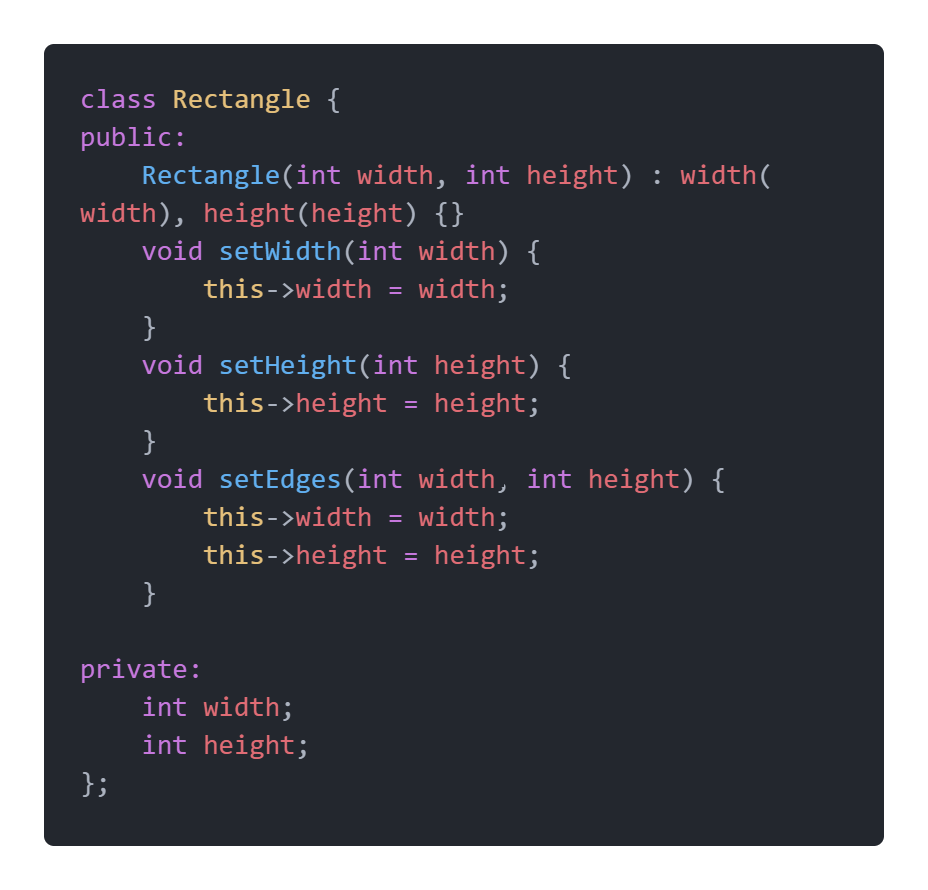 class Rectangle {
public:
    Rectangle(int width, int height) : width(
width), height(height) {}
    void setWidth(int width) {
        this->width = width;
    }
    void setHeight(int height) {
        this->height = height;
    }
    void setEdges(int width, int height) {
        this->width = width;
        this->height = height;
    }

private:
    int width;
    int height;
};